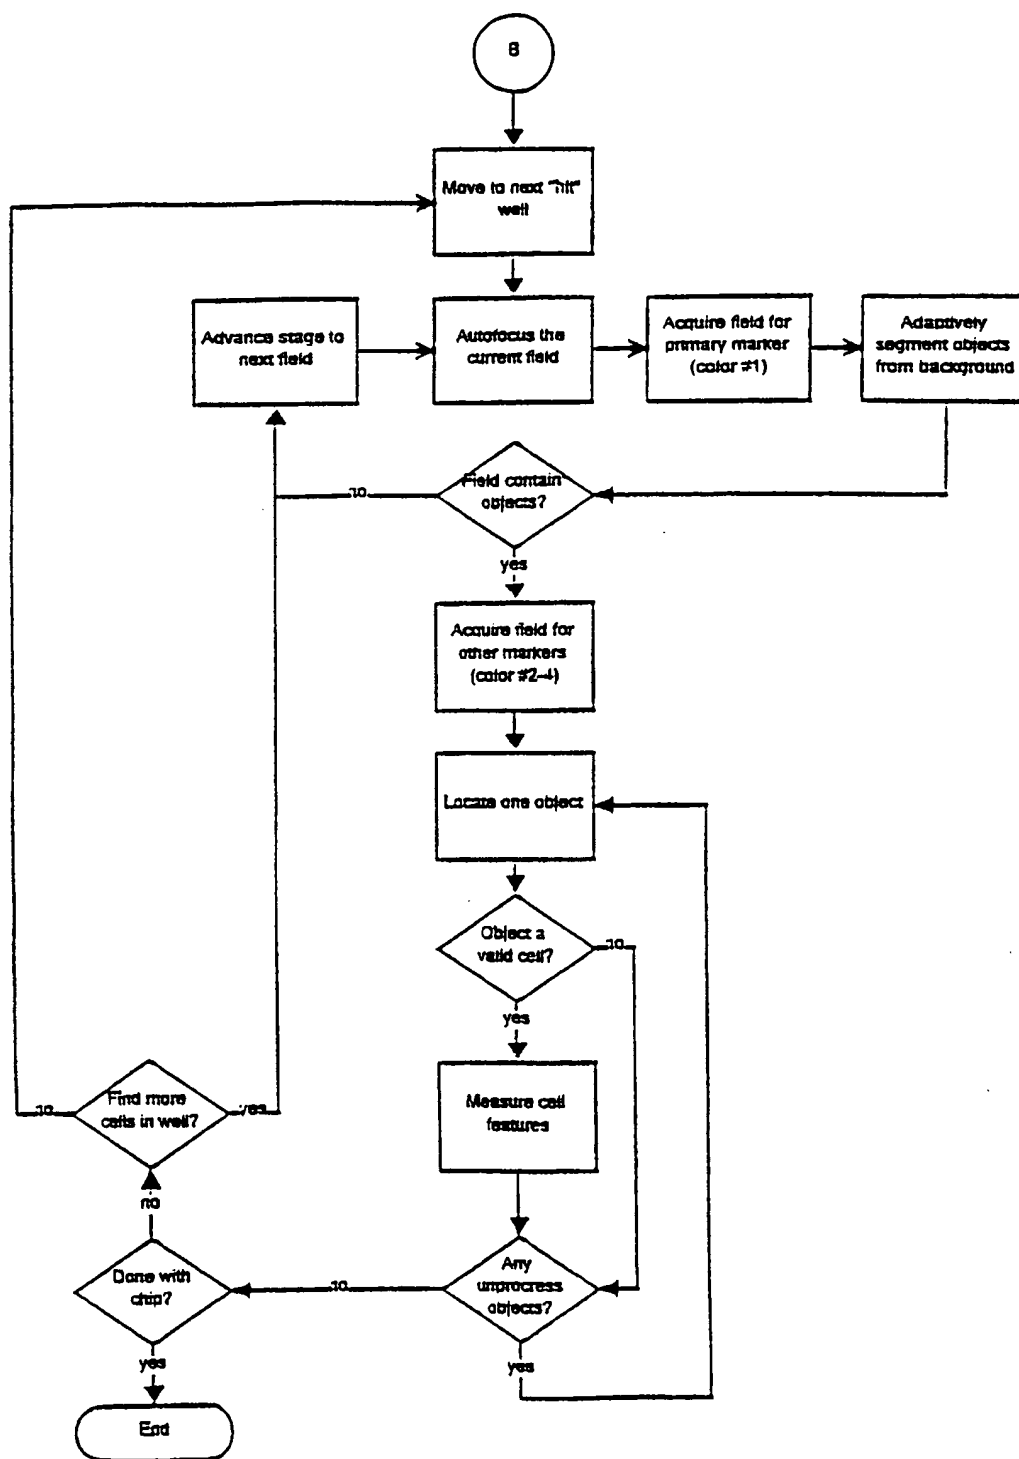 B
Move to next "hit"
well
Advance stage to
next field
Autofocus the
current field
Acquire field for
primary marker
(color #1)
Adaptively
segment objects
from background
Field contain
objects?
no
yes
Acquire field for
other markers
(color #2-4)
Locate one object
Object a
valid cell?
no
yes
Measure cell
features
Find more
cells in well?
no
yes
no
Done with
chip?
no
Any
unprocess
objects?
yes
yes
End